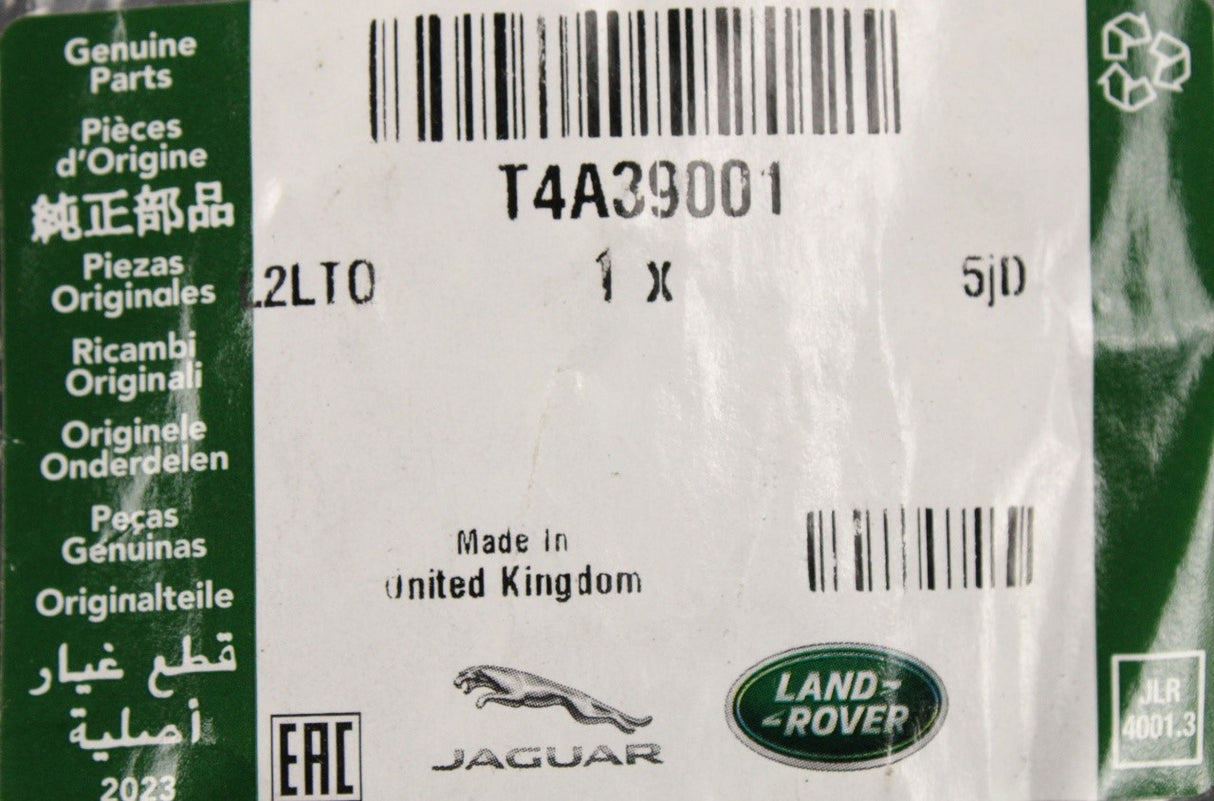 Genuine
Parts
Pièces
d'Origine
純正部品
Piezas
Originales
Ricambi
Originali
Originele
Onderdelen
Peças
Genuinas
Originalteile
قطع غيار
أصلية
2023
T4A39001
.2LTO 1 x 5jD
Made In
United Kingdom
EAC
JAGUAR
LAND-
-ROVER
JLR
4001.3